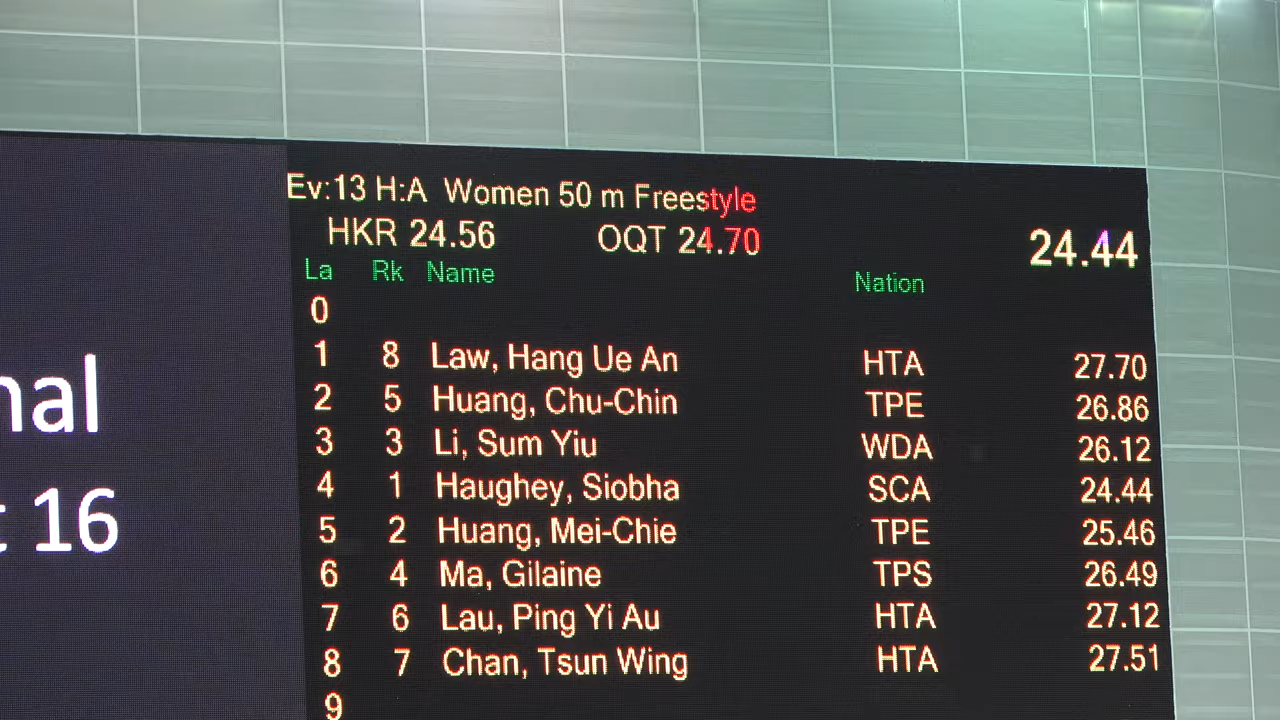 Ev:13 H:A Women 50 m Freestyle
HKR 24.56 OQT 24.70 24.44
La Rk Name Nation
0
1 8 Law, Hang Ue An HTA 27.70
2 5 Huang, Chu-Chin TPE 26.86
3 3 Li, Sum Yiu WDA 26.12
4 1 Haughey, Siobha SCA 24.44
5 2 Huang, Mei-Chie TPE 25.46
6 4 Ma, Gilaine TPS 26.49
7 6 Lau, Ping Yi Au HTA 27.12
8 7 Chan, Tsun Wing HTA 27.51
9
16